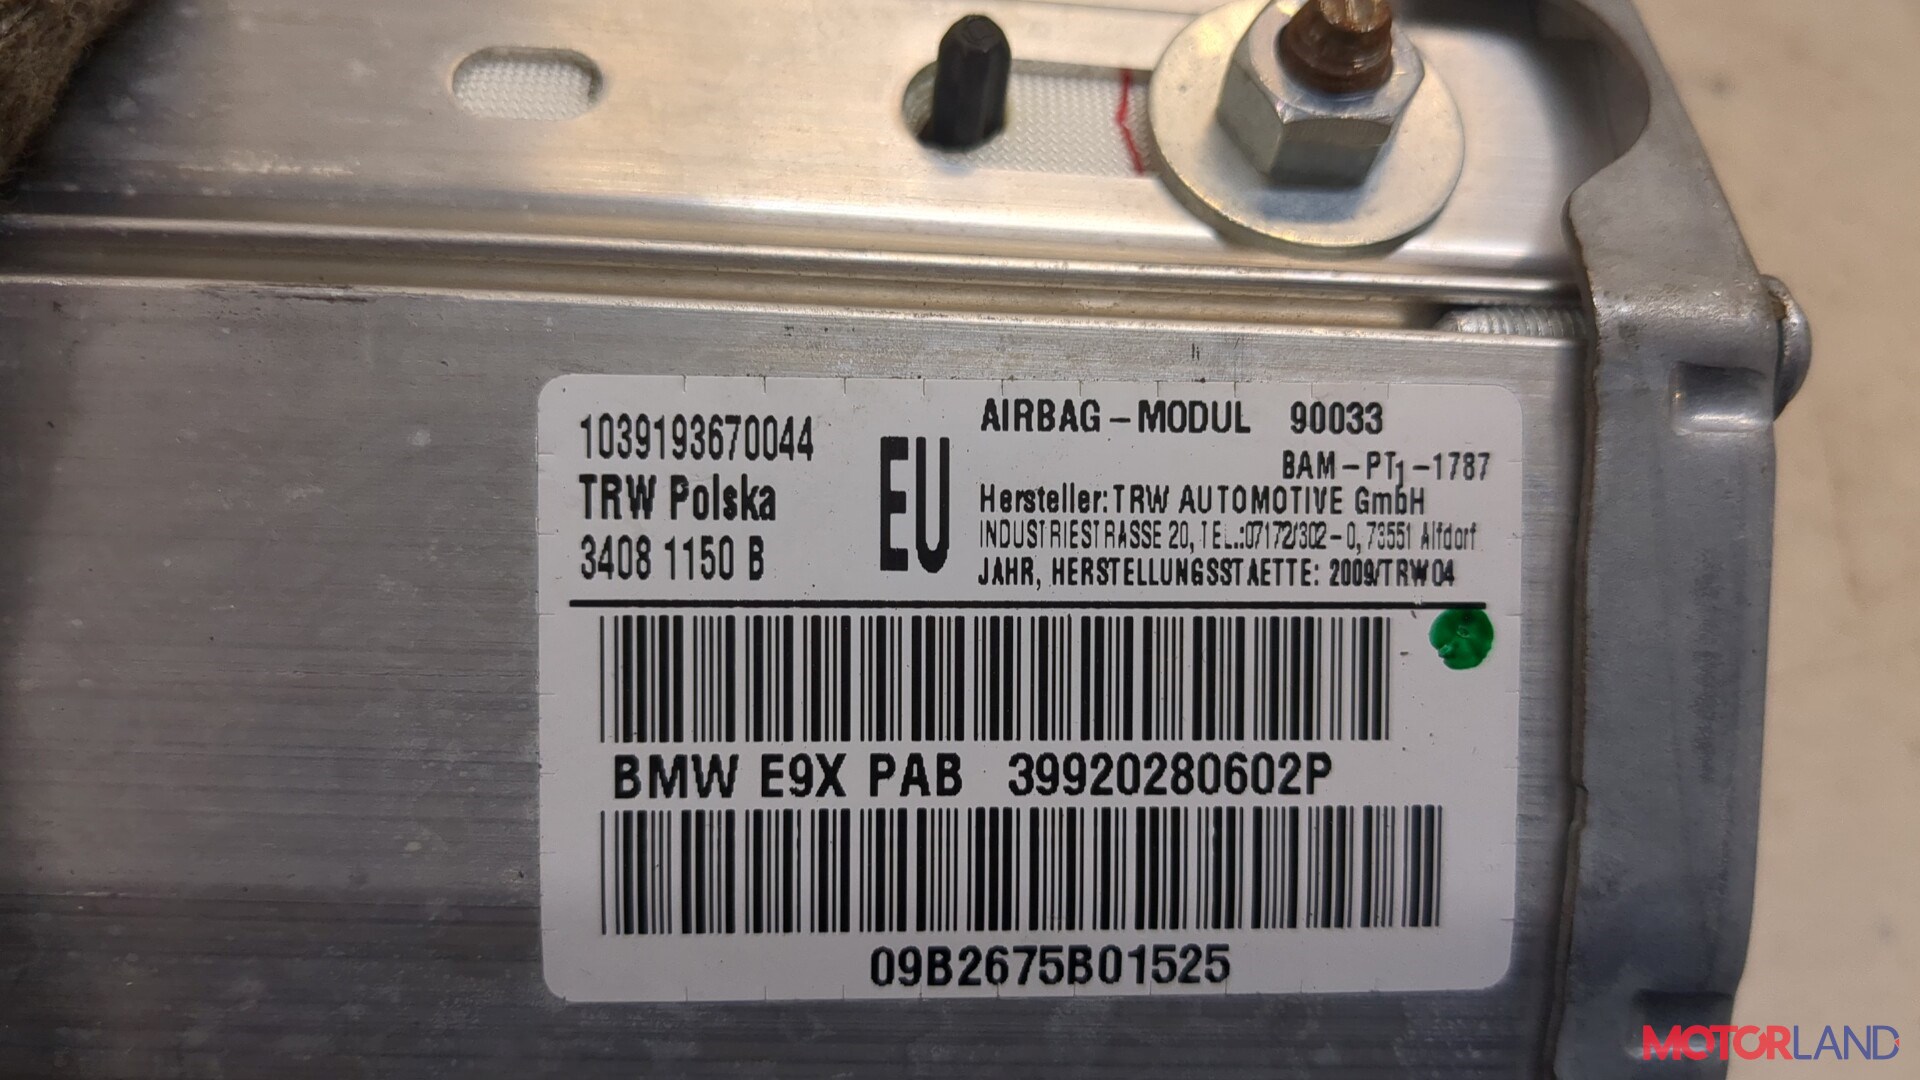 1039193670044
TRW Polska
3408 1150 B
EU
AIRBAG-MODUL 90033
BAM-PT1-1787
Hersteller: TRW AUTOMOTIVE GmbH
INDUSTRIESTRASSE 20, TEL.:07172/302-0, 73551 Alfdorf
JAHR, HERSTELLUNGSSTAETTE: 2009/TRW04
BMW E9X PAB 39920280602P
09B2675B01525
MOTORLAND